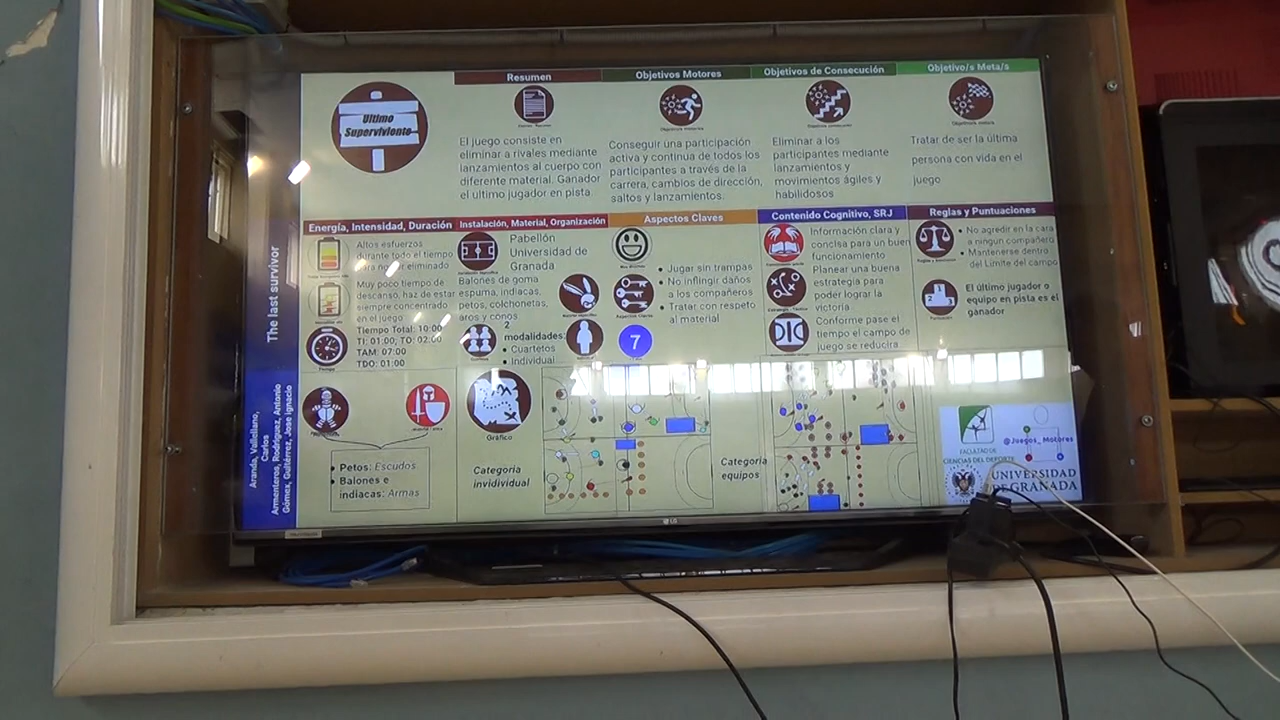 Resumen
Objetivos Motores
Objetivos de Consecución
Objetivo/s Meta/s
Ultimo
Superviviente
El juego consiste en
eliminar a rivales mediante
lanzamientos al cuerpo con
diferente material. Ganador
el ultimo jugador en pista.
Conseguir una participación
activa y continua de todos los
participantes a través de la
carrera, cambios de dirección,
saltos y lanzamientos.
Eliminar a los
participantes mediante
lanzamientos y
movimientos ágiles y
habilidosos
Tratar de ser la última
persona con vida en el
juego
The last survivor
Energía, Intensidad, Duración
Altos esfuerzos
durante todo el tiempo
Muy poco tiempo de
descanso, haz de estar
siempre concentrado
en el juego
Tiempo Total: 10:00
TI: 01:00; TO: 02:00
TAM: 07:00
TDO: 01:00
Instalación, Material, Organización
Pabellón
Universidad de
Granada
Balones de goma
espuma, indiacas,
petos, colchonetas,
aros y conos
2
modalidades:
• Cuartetos
• Individual
Aspectos Claves
• Jugar sin trampas
• No inflingir daños
a los compañeros
• Tratar con respeto
al material
7
Contenido Cognitivo, SRJ
Información clara y
concisa para un buen
funcionamiento
Planear una buena
estrategia para
poder lograr la
victoria
Conforme pase el
tiempo el campo de
juego se reducira
Reglas y Puntuaciones
• No agredir en la cara
a ningun compañero
• Mantenerse dentro
del Limite del campo
El último jugador o
equipo en pista es el
ganador
Aranda, Vallellano,
Carlos
Armenteros, Rodríguez, Antonio
Gómez, Gutiérrez, Jose Ignacio
• Petos: Escudos
• Balones e
indiacas: Armas
Gráfico
Categoria
invidividual
Categoria
equipos
FACULTAD DE
CIENCIAS DEL DEPORTE
@Juegos_Motores
UNIVERSIDAD
DE GRANADA
LG